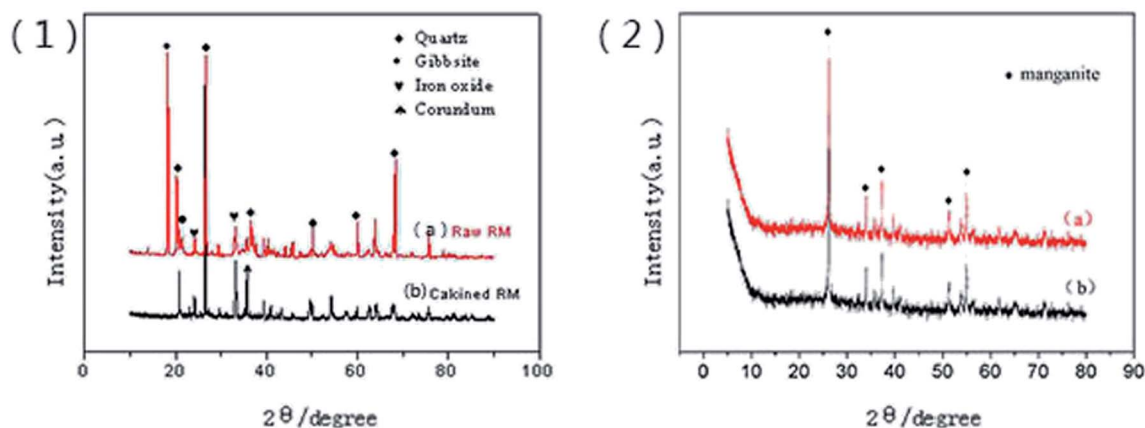 (1)
Intensity(a.u.)
◆ Quartz
● Gibbsite
▼ Iron oxide
♠ Corundum
(a) Raw RM
(b) Calcined RM
0 20 40 60 80 100
2θ/degree
(2)
Intensity(a.u.)
● manganite
(a)
(b)
0 10 20 30 40 50 60 70 80 90
2θ/degree